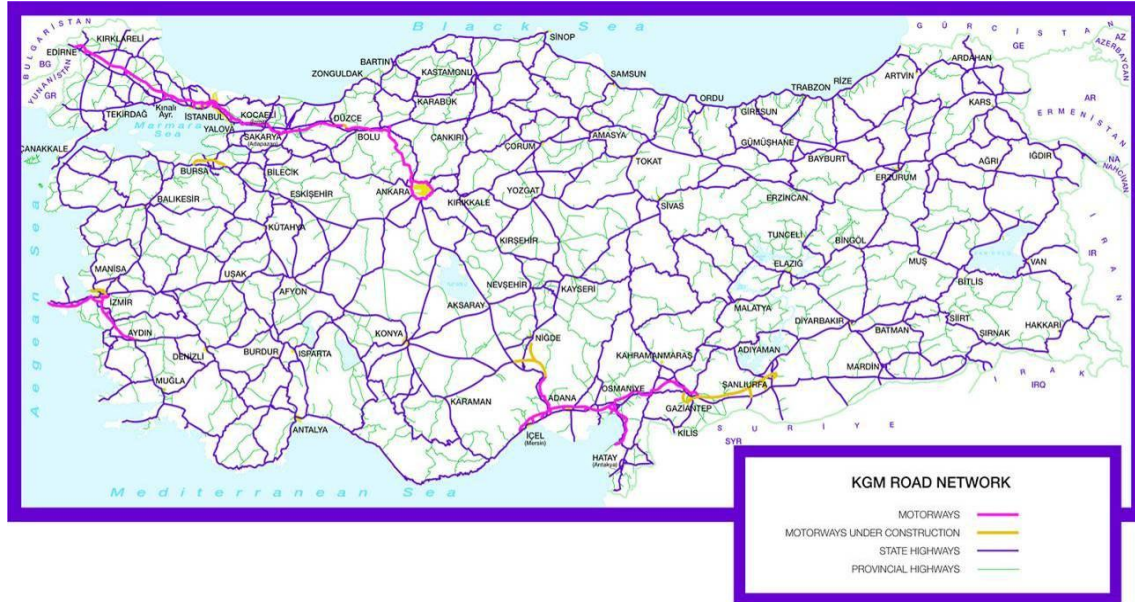 Black Sea
GÜRCİSTAN
GE
AZ
AZERBAYCAN
BULGARİSTAN
BG
YUNANİSTAN
GR
KIRKLARELİ
EDİRNE
SİNOP
BARTIN
ZONGULDAK
KASTAMONU
SAMSUN
ARDAHAN
ARTVİN
RİZE
TRABZON
ORDU
GİRESUN
KARS
AR
ERMENİSTAN
KARABÜK
TEKİRDAĞ
Kınalı
Ayr.
İSTANBUL
KOCAELİ
DÜZCE
YALOVA
Marmara
Sea
SAKARYA
(Adapazarı)
BOLU
ÇANKIRI
ÇORUM
AMASYA
TOKAT
GÜMÜŞHANE
BAYBURT
AĞRI
IĞDIR
NA
NAHCİVAN
ÇANAKKALE
BURSA
BİLECİK
ESKİŞEHİR
ANKARA
KIRIKKALE
YOZGAT
SİVAS
ERZİNCAN
ERZURUM
BALIKESİR
KÜTAHYA
KIRŞEHİR
TUNCELİ
BİNGÖL
ELAZIĞ
MUŞ
VAN
İRAN
IR
Aegean Sea
MANİSA
UŞAK
AFYON
İZMİR
AKSARAY
NEVŞEHİR
KAYSERİ
MALATYA
BİTLİS
DİYARBAKIR
BATMAN
SİİRT
ŞIRNAK
HAKKARİ
AYDIN
DENİZLİ
BURDUR
ISPARTA
KONYA
NİĞDE
KAHRAMANMARAŞ
ADIYAMAN
MARDİN
IRAK
IRQ
MUĞLA
KARAMAN
ADANA
OSMANİYE
ŞANLIURFA
GAZİANTEP
ANTALYA
İÇEL
(Mersin)
KİLİS
SURİYE
SYR
HATAY
(Antakya)
Mediterranean Sea
KGM ROAD NETWORK
MOTORWAYS
MOTORWAYS UNDER CONSTRUCTION
STATE HIGHWAYS
PROVINCIAL HIGHWAYS